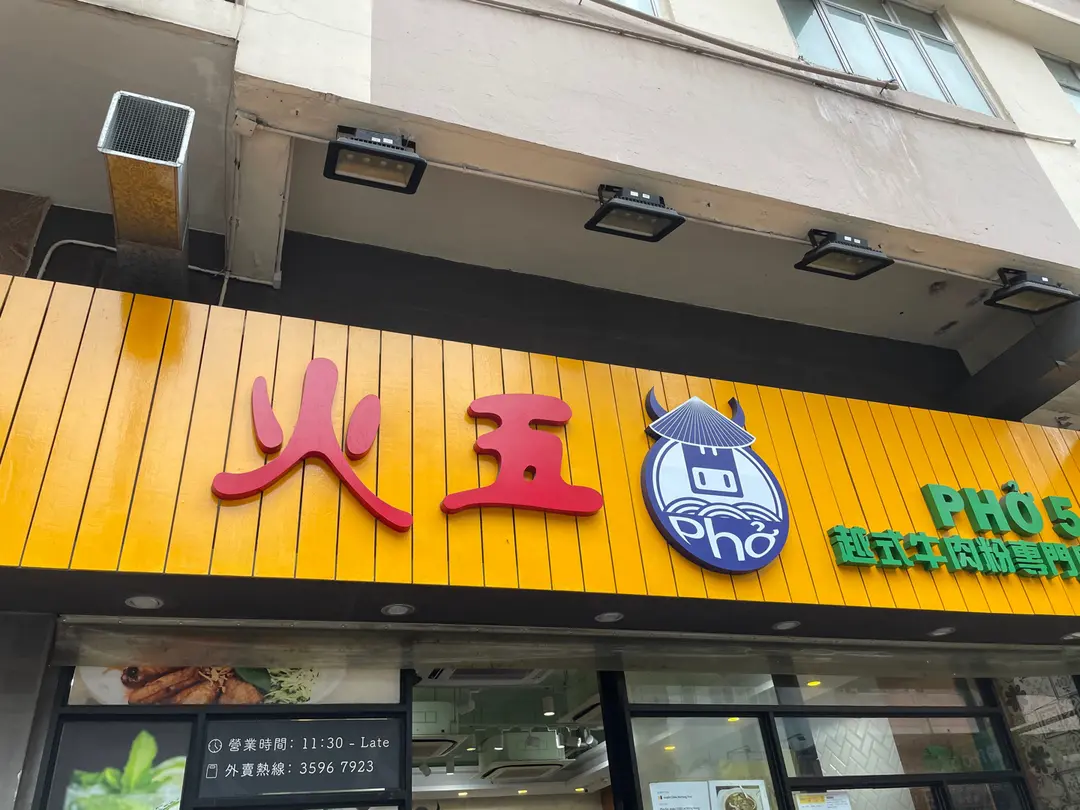 火五
Phở
PHỞ 5
越式牛肉粉專門
營業時間: 11:30 - Late
外賣熱線: 3596 7923